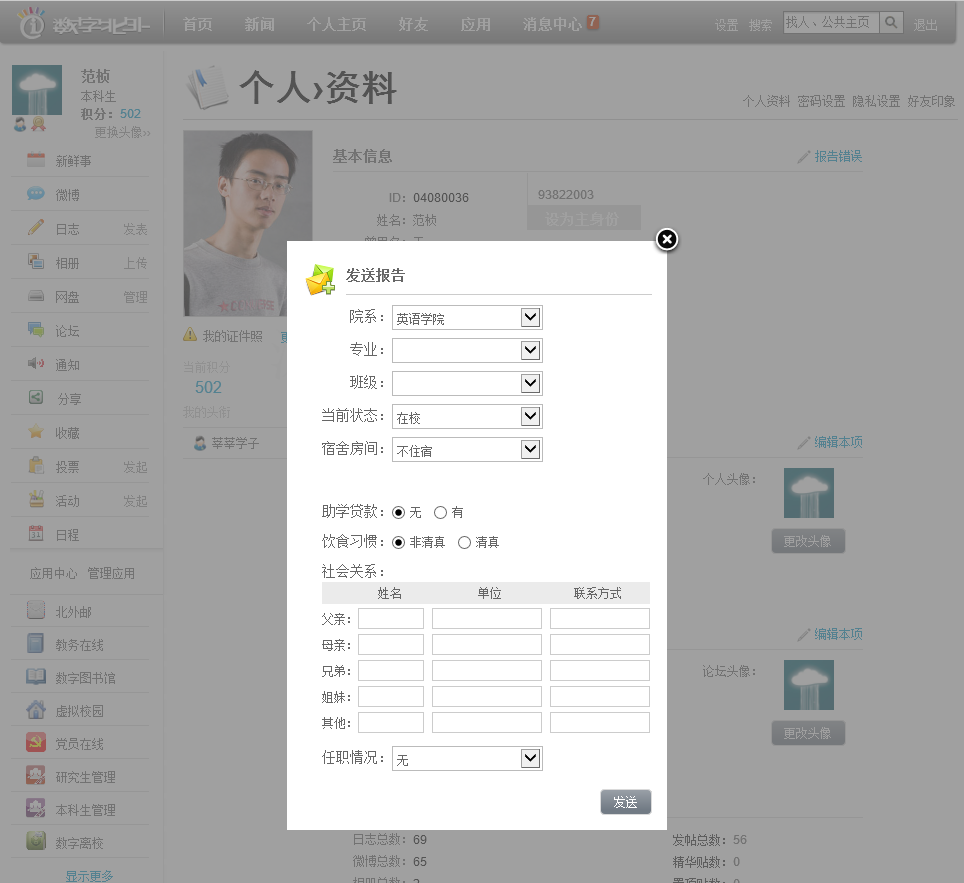 数字北外 首页 新闻 个人主页 好友 应用 消息中心 7 设置 搜索 找人、公共主页 退出
范祯
本科生
积分：502
更换头像››
新鲜事
微博
日志 发表
相册 上传
网盘 管理
论坛
通知
分享
收藏
投票 发起
活动 发起
日程
应用中心 管理应用
北外邮
教务在线
数字图书馆
虚拟校园
党员在线
研究生管理
本科生管理
数字离校
显示更多
个人›资料
个人资料 密码设置 隐私设置 好友印象
基本信息 报告错误
ID：04080036 93822003
姓名：范祯 设为主身份
我的证件照
当前积分
502
我的头衔
莘莘学子
发送报告
院系：英语学院
专业：
班级：
当前状态：在校
宿舍房间：不住宿
助学贷款：无 有
饮食习惯：非清真 清真
社会关系：
姓名 单位 联系方式
父亲：
母亲：
兄弟：
姐妹：
其他：
任职情况：无
发送
编辑本项
个人头像：
更改头像
编辑本项
论坛头像：
更改头像
日志总数：69 发帖总数：56
微博总数：65 精华贴数：0